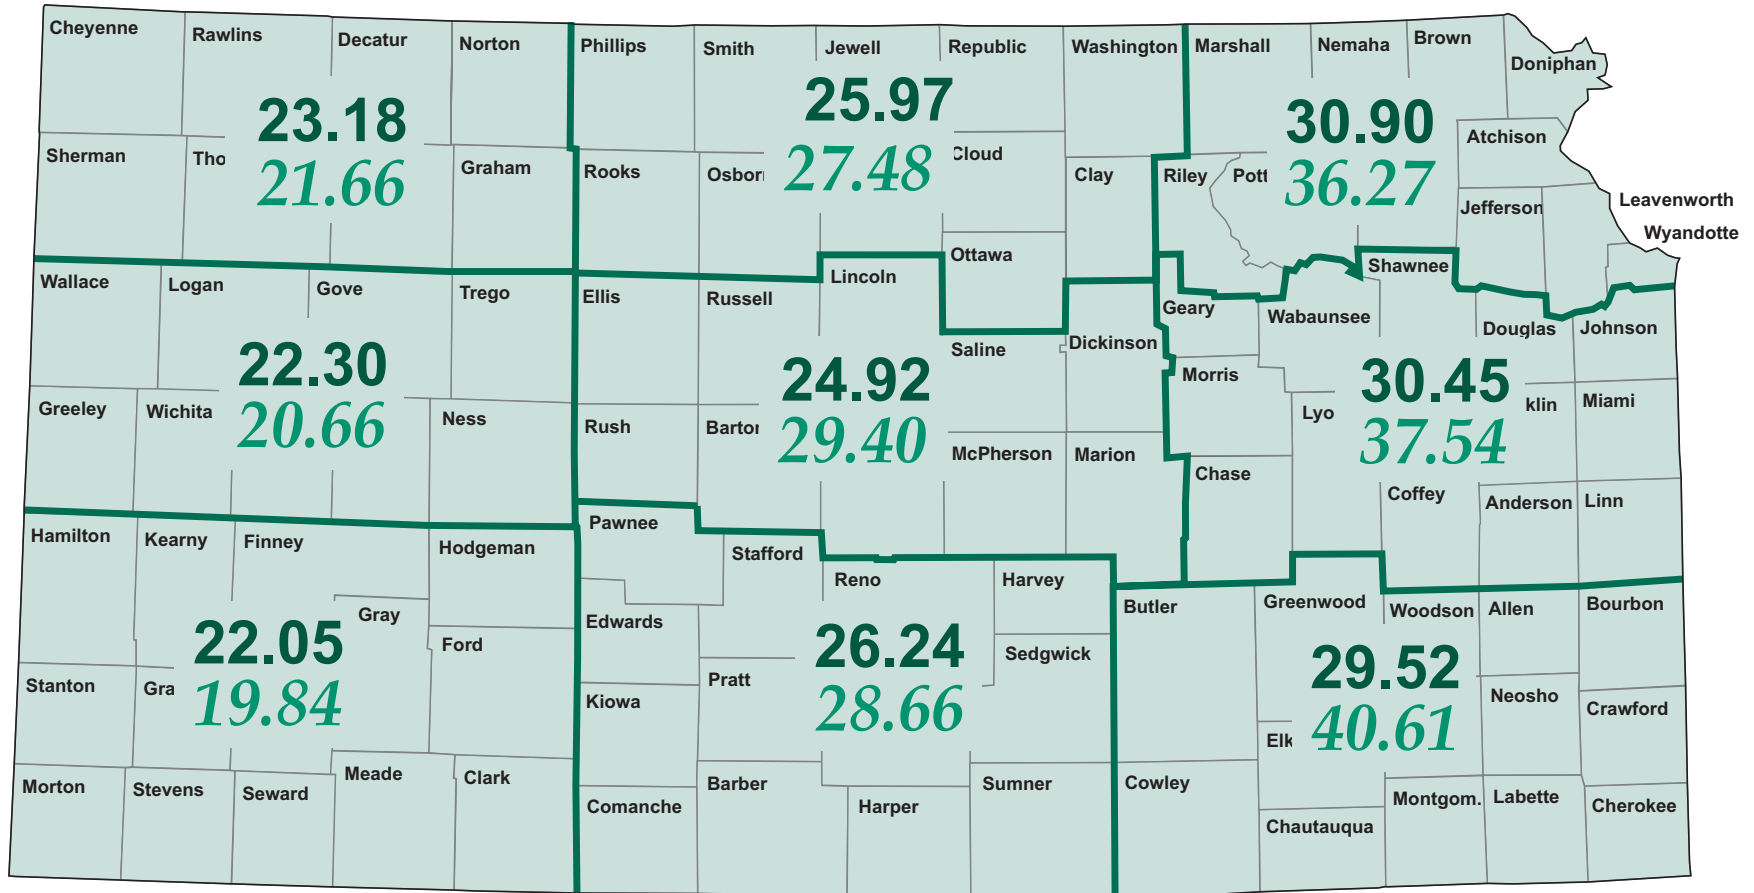 Cheyenne
Rawlins
Decatur
Norton
Phillips
Smith
Jewell
Republic
Washington
Marshall
Nemaha
Brown
Doniphan
23.18
21.66
25.97
27.48
30.90
36.27
Sherman
Tho
Graham
Rooks
Osbor
Cloud
Clay
Riley
Pott
Atchison
Jefferson
Leavenworth
Wyandotte
Wallace
Logan
Gove
Trego
Ellis
Russell
Lincoln
Ottawa
Geary
Wabaunsee
Shawnee
Douglas
Johnson
22.30
20.66
24.92
29.40
30.45
37.54
Saline
Dickinson
Morris
Greeley
Wichita
Ness
Rush
Barton
McPherson
Marion
Chase
Lyo
klin
Miami
Coffey
Anderson
Linn
Hamilton
Kearny
Finney
Hodgeman
Pawnee
Stafford
Reno
Harvey
Butler
Greenwood
Woodson
Allen
Bourbon
Gray
Ford
Edwards
Sedgwick
22.05
19.84
26.24
28.66
29.52
40.61
Stanton
Gra
Kiowa
Pratt
Elk
Neosho
Crawford
Morton
Stevens
Seward
Meade
Clark
Comanche
Barber
Harper
Sumner
Cowley
Chautauqua
Montgom.
Labette
Cherokee